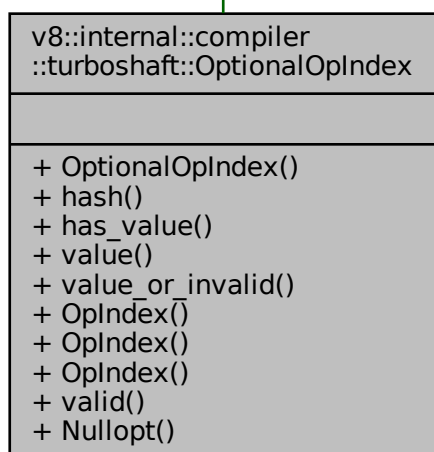 v8::internal::compiler
::turboshaft::OptionalOpIndex
+ OptionalOpIndex()
+ hash()
+ has_value()
+ value()
+ value_or_invalid()
+ OpIndex()
+ OpIndex()
+ OpIndex()
+ valid()
+ Nullopt()